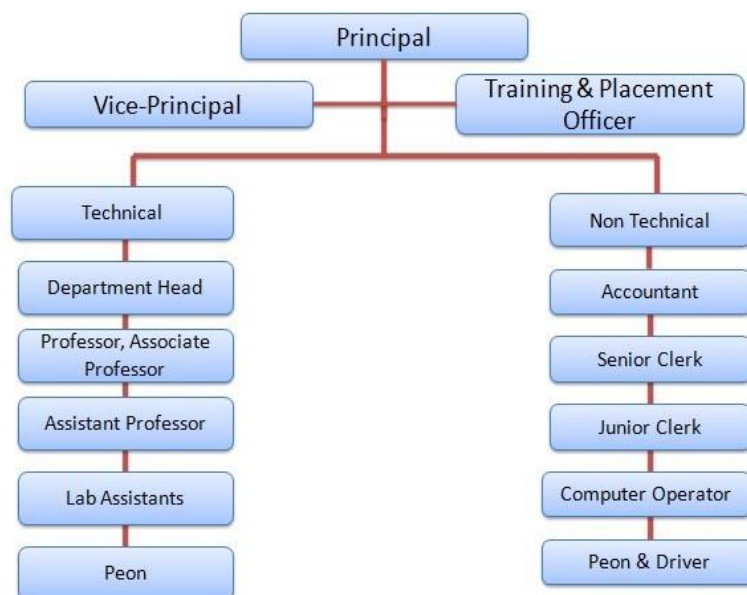 Principal
Vice-Principal
Training & Placement
Officer
Technical
Non Technical
Department Head
Accountant
Professor, Associate
Professor
Senior Clerk
Assistant Professor
Junior Clerk
Lab Assistants
Computer Operator
Peon
Peon & Driver